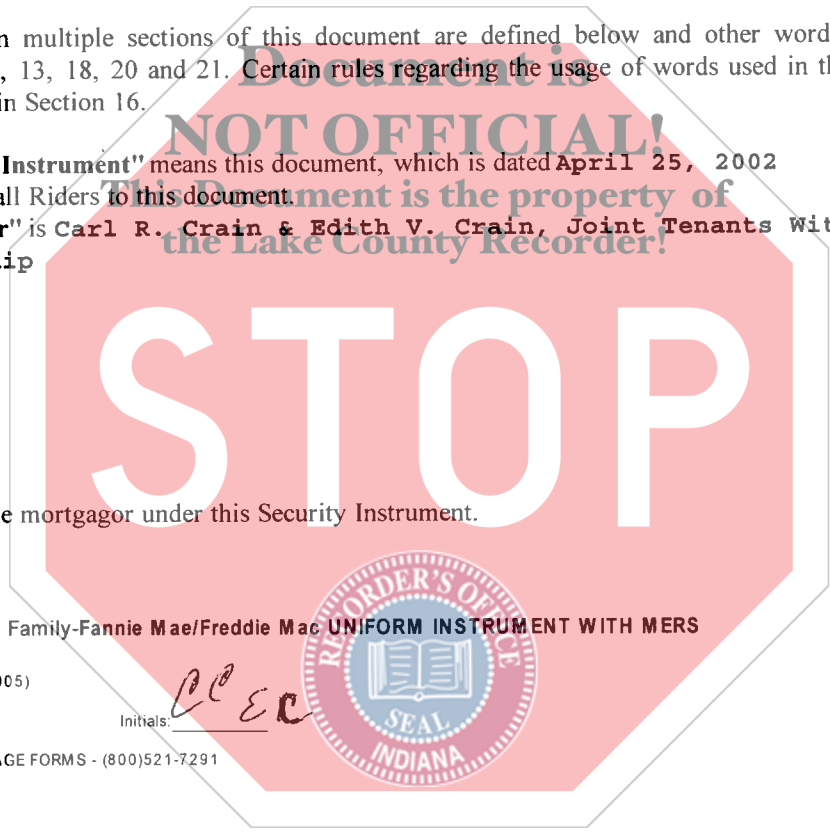 n multiple sections of this document are defined below and other word
, 13, 18, 20 and 21. Certain rules regarding the usage of words used in th
in Section 16.
Document is
NOT OFFICIAL!
Instrument" means this document, which is dated April 25, 2002
all Riders to this document.
This Document is the property of
r" is Carl R. Crain & Edith V. Crain, Joint Tenants Wit
the Lake County Recorder!
ip
STOP
e mortgagor under this Security Instrument.
RECORDER'S OFFICE
Family-Fannie Mae/Freddie Mac UNIFORM INSTRUMENT WITH MERS
005)
Initials: CC EC
SEAL
INDIANA
GE FORMS - (800)521-7291